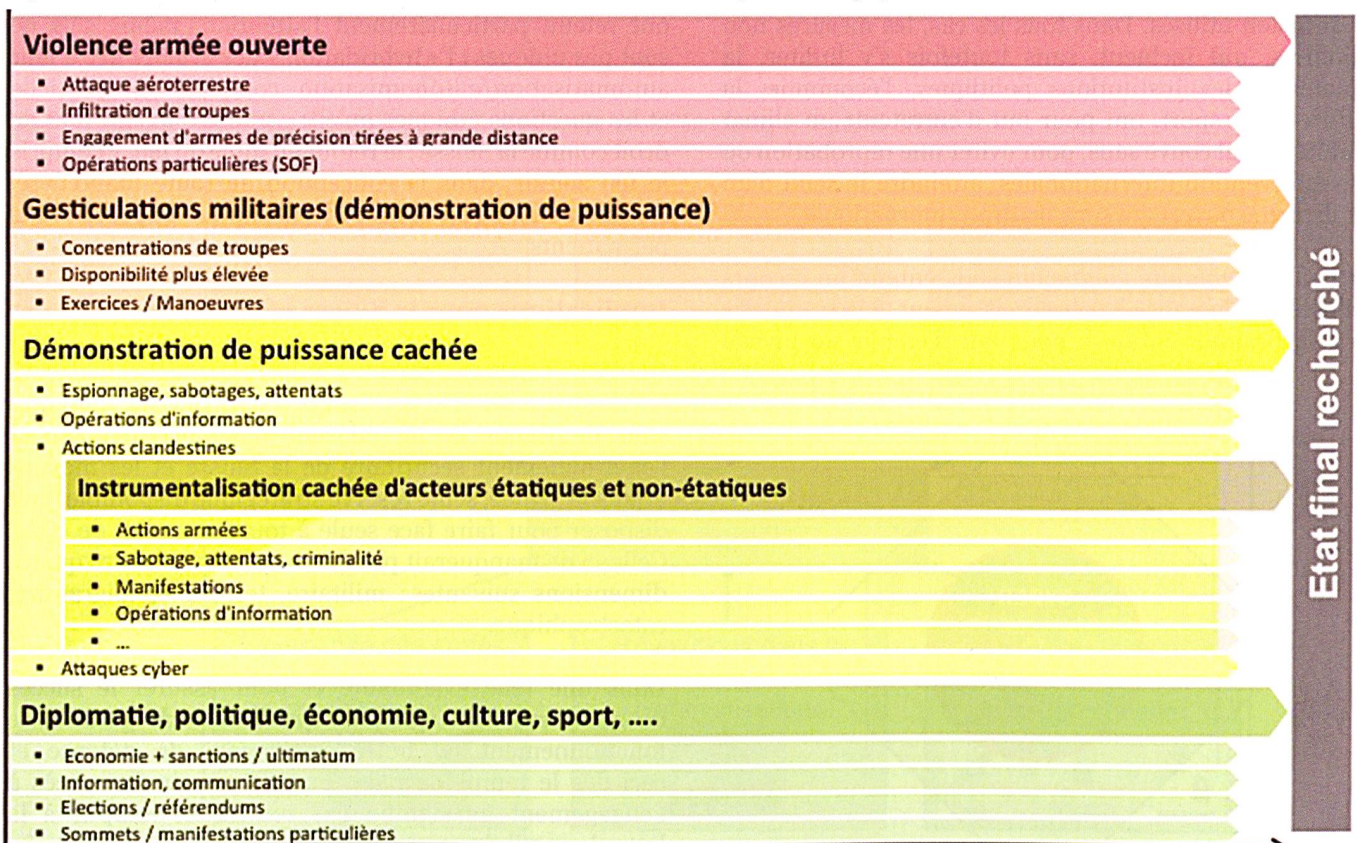 Violence armée ouverte
▪ Attaque aéroterrestre
▪ Infiltration de troupes
▪ Engagement d'armes de précision tirées à grande distance
▪ Opérations particulières (SOF)
Gesticulations militaires (démonstration de puissance)
▪ Concentrations de troupes
▪ Disponibilité plus élevée
▪ Exercices / Manoeuvres
Démonstration de puissance cachée
▪ Espionnage, sabotages, attentats
▪ Opérations d'information
▪ Actions clandestines
Instrumentalisation cachée d'acteurs étatiques et non-étatiques
▪ Actions armées
▪ Sabotage, attentats, criminalité
▪ Manifestations
▪ Opérations d'information
▪ ...
▪ Attaques cyber
Diplomatie, politique, économie, culture, sport, ....
▪ Economie + sanctions / ultimatum
▪ Information, communication
▪ Elections / référendums
▪ Sommets / manifestations particulières
Etat final recherché